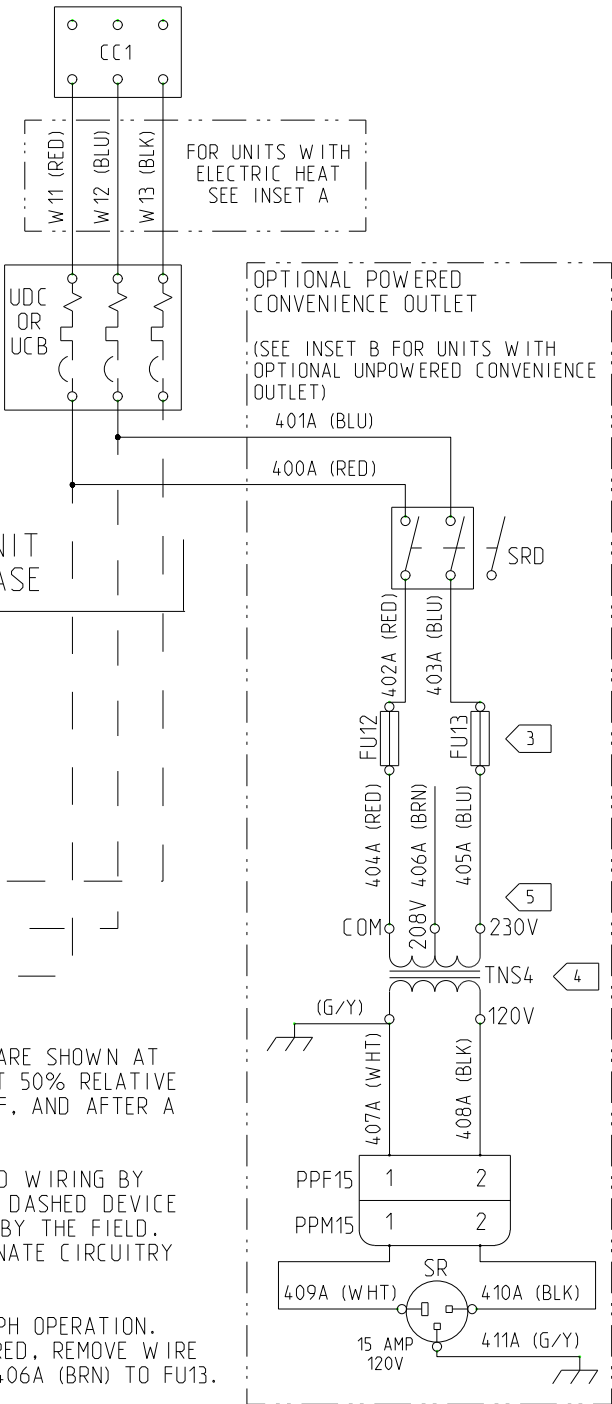 CC1
W11 (RED)
W12 (BLU)
W13 (BLK)
FOR UNITS WITH
ELECTRIC HEAT
SEE INSET A
UDC
OR
UCB
OPTIONAL POWERED
CONVENIENCE OUTLET
(SEE INSET B FOR UNITS WITH
OPTIONAL UNPOWERED CONVENIENCE
OUTLET)
401A (BLU)
400A (RED)
NIT
ASE
SRD
402A (RED)
403A (BLU)
FU12
FU13
3
404A (RED)
406A (BRN)
405A (BLU)
5
COM
208V
230V
TNS4
4
(G/Y)
120V
407A (WHT)
408A (BLK)
ARE SHOWN AT
T 50% RELATIVE
F, AND AFTER A
D WIRING BY
DASHED DEVICE
BY THE FIELD.
NATE CIRCUITRY
PPF15
1
2
PPM15
1
2
SR
409A (WHT)
410A (BLK)
15 AMP
120V
411A (G/Y)
PH OPERATION.
RED, REMOVE WIRE
406A (BRN) TO FU13.